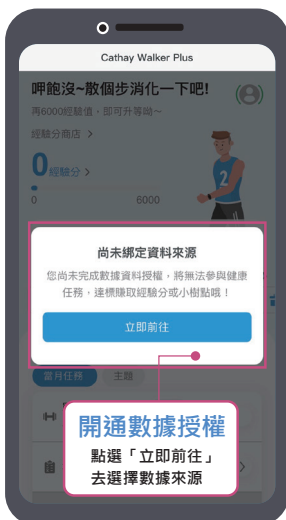 Cathay Walker Plus
呷飽沒~散個步消化一下吧!
再6000經驗值，即可升等呦~
經驗分商店 >
0 經驗分 >
0 6000
2
尚未綁定資料來源
您尚未完成數據資料授權，將無法參與健康
任務，達標賺取經驗分或小樹點哦！
立即前往
當月任務 主題
開通數據授權
點選「立即前往」
去選擇數據來源